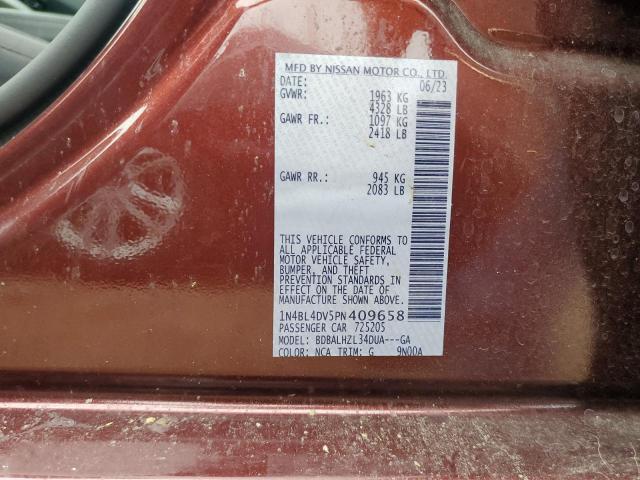 MFD BY NISSAN MOTOR CO., LTD.
DATE: 06/23
GVWR: 1963 KG
4328 LB
GAWR FR.: 1097 KG
2418 LB
GAWR RR.: 945 KG
2083 LB
THIS VEHICLE CONFORMS TO
ALL APPLICABLE FEDERAL
MOTOR VEHICLE SAFETY,
BUMPER, AND THEFT
PREVENTION STANDARDS IN
EFFECT ON THE DATE OF
MANUFACTURE SHOWN ABOVE.
1N4BL4DV5PN409658
PASSENGER CAR 725205
MODEL: BDBALHZL34DUA---GA
COLOR: NCA TRIM: G 9N00A